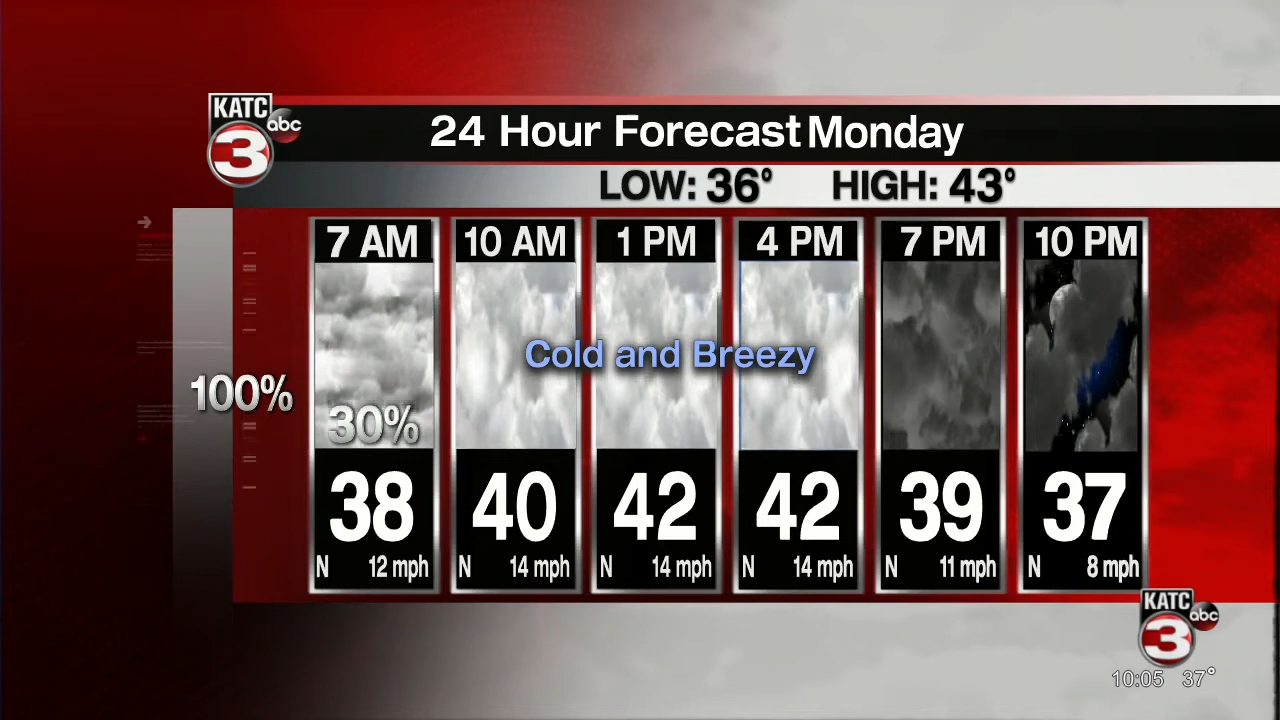 KATC
abc
3
24 Hour Forecast Monday
LOW: 36° HIGH: 43°
7 AM 10 AM 1 PM 4 PM 7 PM 10 PM
Cold and Breezy
100%
30%
38 40 42 42 39 37
N 12 mph N 14 mph N 14 mph N 14 mph N 11 mph N 8 mph
KATC
abc
3
10:05 37°